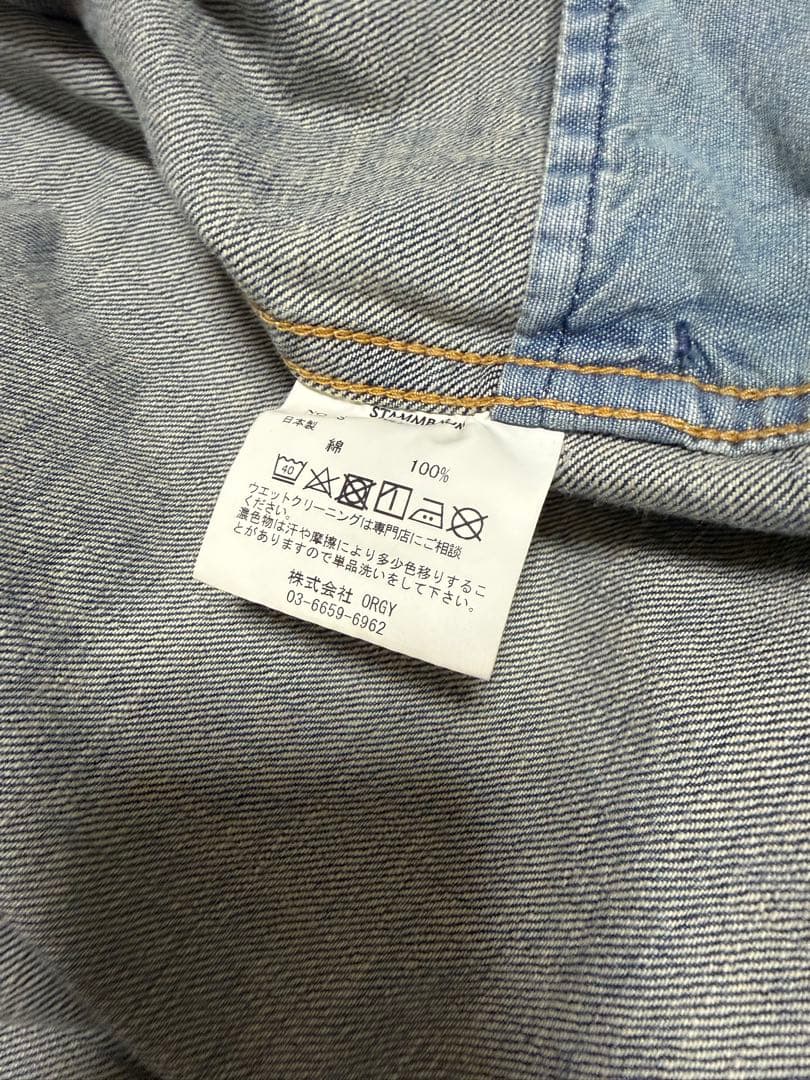 日本製
綿 100%
40
ウエットクリーニングは専門店にご相談
ください。
濃色物は汗や摩擦により多少色移りするこ
とがありますので単品洗いをして下さい。
株式会社 ORGY
03-6659-6962